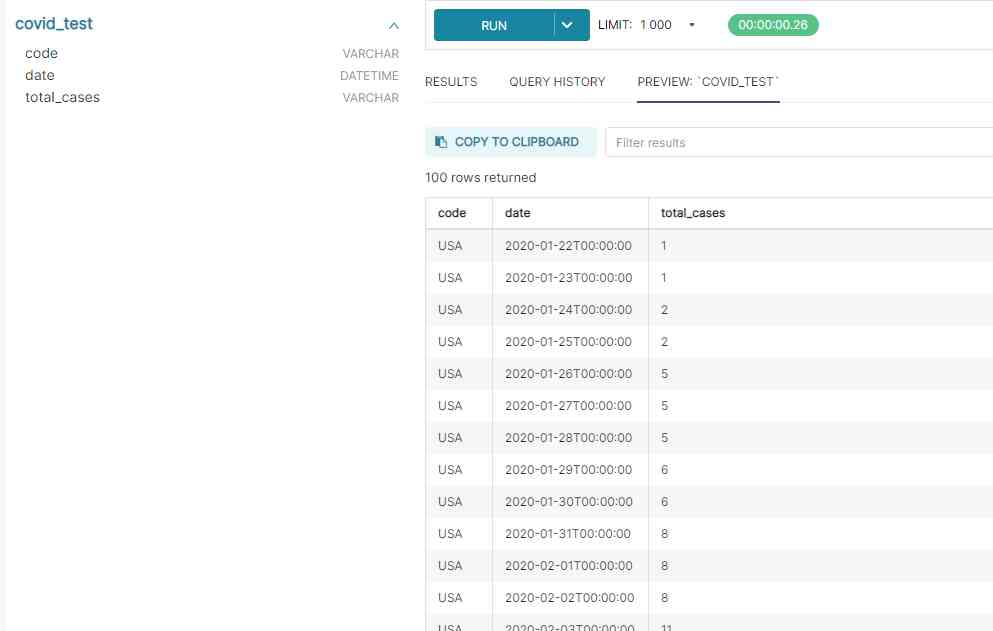 covid_test
code VARCHAR
date DATETIME
total_cases VARCHAR
RUN LIMIT: 1 000 00:00:00.26
RESULTS QUERY HISTORY PREVIEW: `COVID_TEST`
COPY TO CLIPBOARD Filter results
100 rows returned
code date total_cases
USA 2020-01-22T00:00:00 1
USA 2020-01-23T00:00:00 1
USA 2020-01-24T00:00:00 2
USA 2020-01-25T00:00:00 2
USA 2020-01-26T00:00:00 5
USA 2020-01-27T00:00:00 5
USA 2020-01-28T00:00:00 5
USA 2020-01-29T00:00:00 6
USA 2020-01-30T00:00:00 6
USA 2020-01-31T00:00:00 8
USA 2020-02-01T00:00:00 8
USA 2020-02-02T00:00:00 8
USA 2020-02-03T00:00:00 11